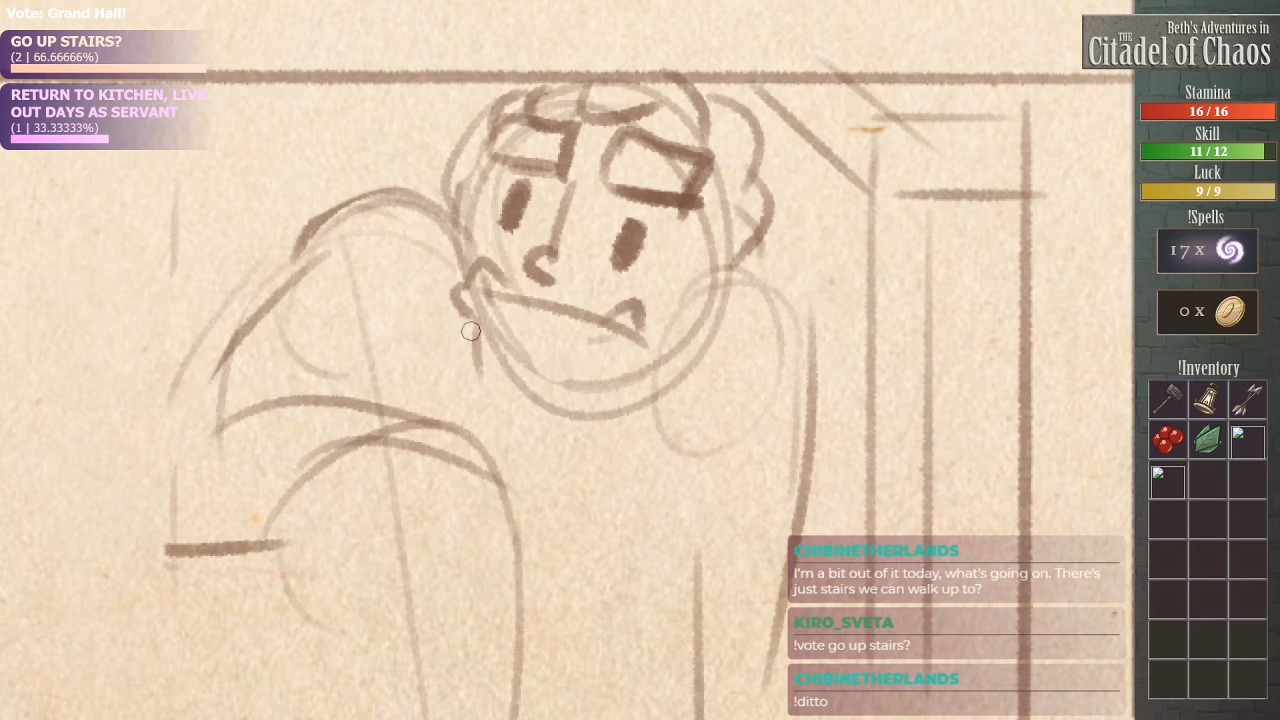 Vote: Grand Hall!
GO UP STAIRS?
(2 | 66.66666%)
RETURN TO KITCHEN, LIVE
OUT DAYS AS SERVANT
(1 | 33.33333%)
Beth's Adventures in
THE
Citadel of Chaos
Stamina
16 / 16
Skill
11 / 12
Luck
9 / 9
!Spells
17 x
0 x
!Inventory
CHIBINETHERLANDS
I'm a bit out of it today, what's going on. There's
just stairs we can walk up to?
KIRO_SVETA
!vote go up stairs?
CHIBINETHERLANDS
!ditto